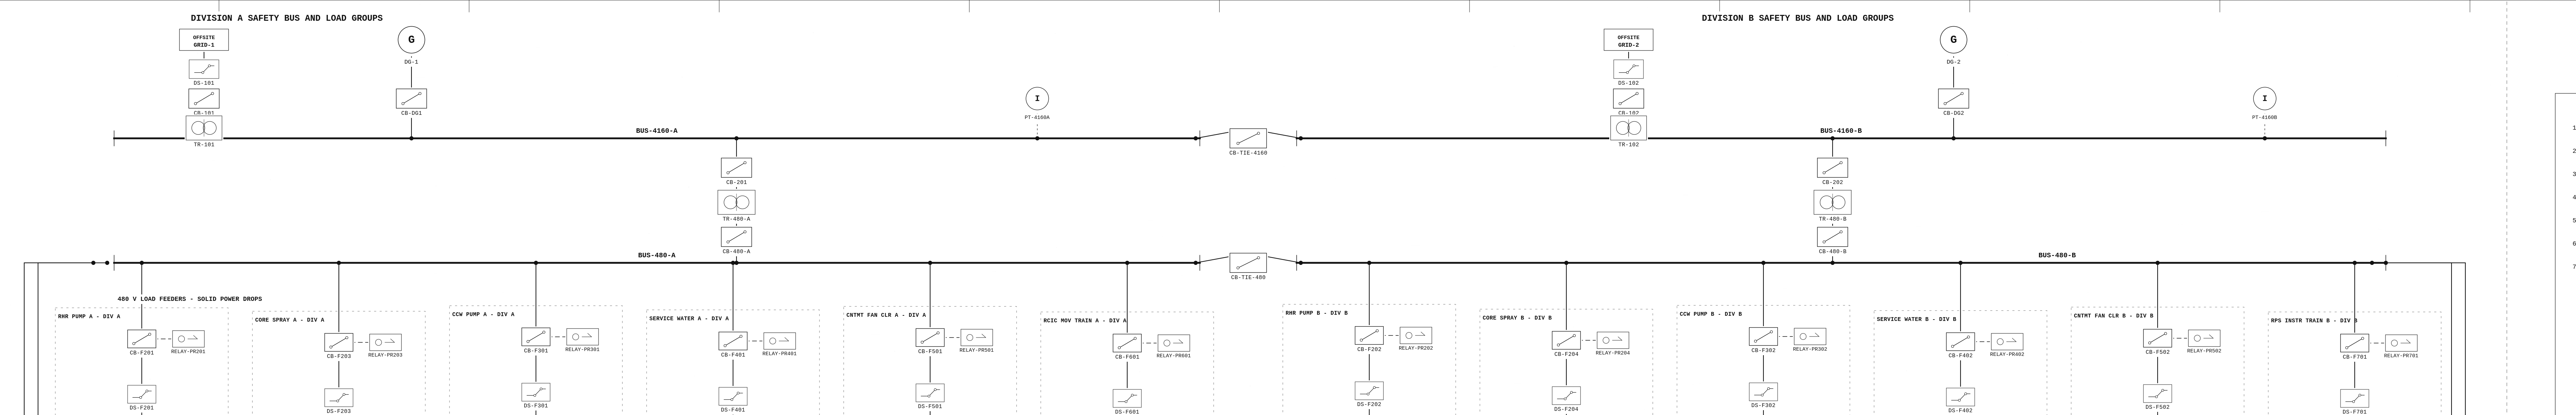 DIVISION A SAFETY BUS AND LOAD GROUPS
DIVISION B SAFETY BUS AND LOAD GROUPS
OFFSITE
GRID-1
G
DG-1
DS-101
CB-101
CB-DG1
TR-101
I
PT-4160A
BUS-4160-A
CB-TIE-4160
OFFSITE
GRID-2
G
DG-2
DS-102
CB-102
CB-DG2
TR-102
I
PT-4160B
BUS-4160-B
CB-201
TR-480-A
CB-480-A
CB-202
TR-480-B
CB-480-B
BUS-480-A
CB-TIE-480
BUS-480-B
480 V LOAD FEEDERS - SOLID POWER DROPS
RHR PUMP A - DIV A
CB-F201
RELAY-PR201
DS-F201
CORE SPRAY A - DIV A
CB-F203
RELAY-PR203
DS-F203
CCW PUMP A - DIV A
CB-F301
RELAY-PR301
DS-F301
SERVICE WATER A - DIV A
CB-F401
RELAY-PR401
DS-F401
CNTMT FAN CLR A - DIV A
CB-F501
RELAY-PR501
DS-F501
RCIC MOV TRAIN A - DIV A
CB-F601
RELAY-PR601
DS-F601
RHR PUMP B - DIV B
CB-F202
RELAY-PR202
DS-F202
CORE SPRAY B - DIV B
CB-F204
RELAY-PR204
DS-F204
CCW PUMP B - DIV B
CB-F302
RELAY-PR302
DS-F302
SERVICE WATER B - DIV B
CB-F402
RELAY-PR402
DS-F402
CNTMT FAN CLR B - DIV B
CB-F502
RELAY-PR502
DS-F502
RPS INSTR TRAIN B - DIV B
CB-F701
RELAY-PR701
DS-F701
1
2
3
4
5
6
7